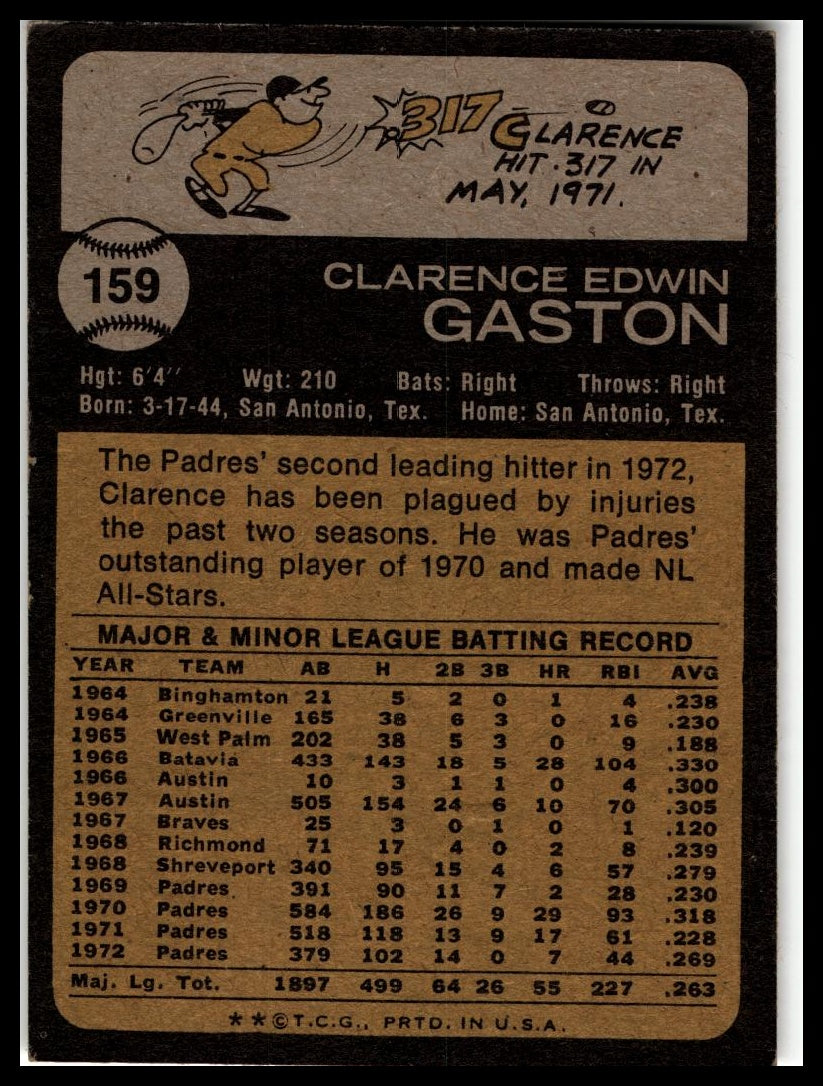 .317 CLARENCE
HIT .317 IN
MAY, 1971.
159
CLARENCE EDWIN
GASTON
Hgt: 6'4" Wgt: 210 Bats: Right Throws: Right
Born: 3-17-44, San Antonio, Tex. Home: San Antonio, Tex.
The Padres' second leading hitter in 1972,
Clarence has been plagued by injuries
the past two seasons. He was Padres'
outstanding player of 1970 and made NL
All-Stars.
MAJOR & MINOR LEAGUE BATTING RECORD
YEAR TEAM AB H 2B 3B HR RBI AVG
1964 Binghamton 21 5 2 0 1 4 .238
1964 Greenville 165 38 6 3 0 16 .230
1965 West Palm 202 38 5 3 0 9 .188
1966 Batavia 433 143 18 5 28 104 .330
1966 Austin 10 3 1 1 0 4 .300
1967 Austin 505 154 24 6 10 70 .305
1967 Braves 25 3 0 1 0 1 .120
1968 Richmond 71 17 4 0 2 8 .239
1968 Shreveport 340 95 15 4 6 57 .279
1969 Padres 391 90 11 7 2 28 .230
1970 Padres 584 186 26 9 29 93 .318
1971 Padres 518 118 13 9 17 61 .228
1972 Padres 379 102 14 0 7 44 .269
Maj. Lg. Tot. 1897 499 64 26 55 227 .263
**©T.C.G., PRTD. IN U.S.A.